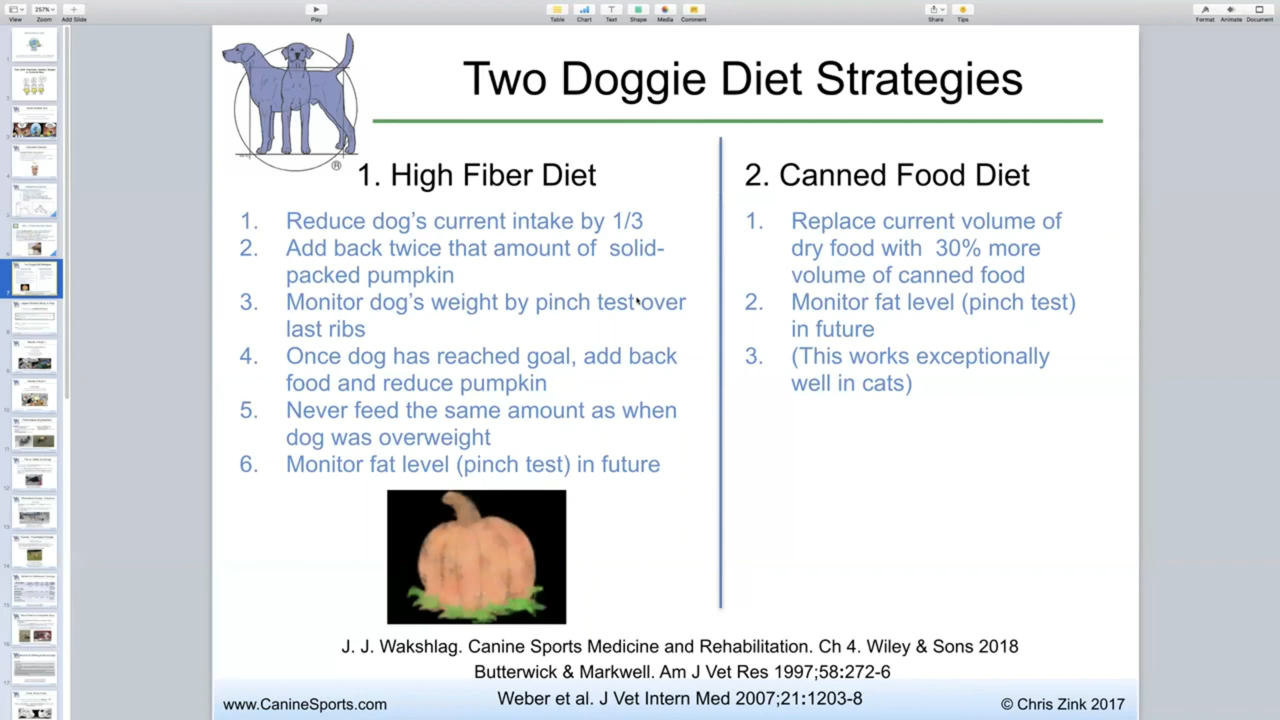 257%
View
Zoom
Add Slide
Play
Table
Chart
Text
Shape
Media
Comment
Share
Tips
Format
Animate
Document
Two Doggie Diet Strategies
®
1. High Fiber Diet
1. Reduce dog's current intake by 1/3
2. Add back twice that amount of solid-
packed pumpkin
3. Monitor dog's weight by pinch test over
last ribs
4. Once dog has reached goal, add back
food and reduce pumpkin
5. Never feed the same amount as when
dog was overweight
6. Monitor fat level (pinch test) in future
2. Canned Food Diet
1. Replace current volume of
dry food with 30% more
volume of canned food
2. Monitor fat level (pinch test)
in future
3. (This works exceptionally
well in cats)
J. J. Wakshlag. Canine Sports Medicine and Rehabilitation. Ch 4. Wiley & Sons 2018
Butterwick & Markwell. Am J Vet Res 1997;58:272-6
Weber et al. J Vet Intern Med 2007;21:1203-8
www.CanineSports.com
© Chris Zink 2017